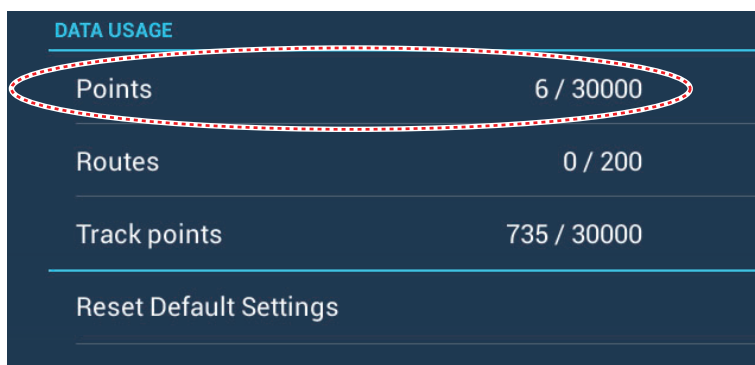 DATA USAGE
Points 6 / 30000
Routes 0 / 200
Track points 735 / 30000
Reset Default Settings